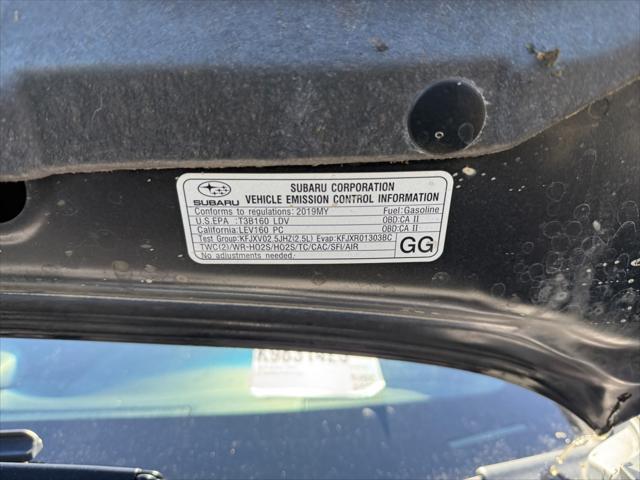 SUBARU
SUBARU CORPORATION
VEHICLE EMISSION CONTROL INFORMATION
Conforms to regulations: 2019MY Fuel:Gasoline
U.S.EPA :T3B160 LDV OBD:CA II
California:LEV160 PC OBD:CA II
Test Group:KFJXV02.5JHZ(2.5L) Evap:KFJXR01303BC
TWC(2)/WR-HO2S/HO2S/TC/CAC/SFI/AIR
No adjustments needed.
GG